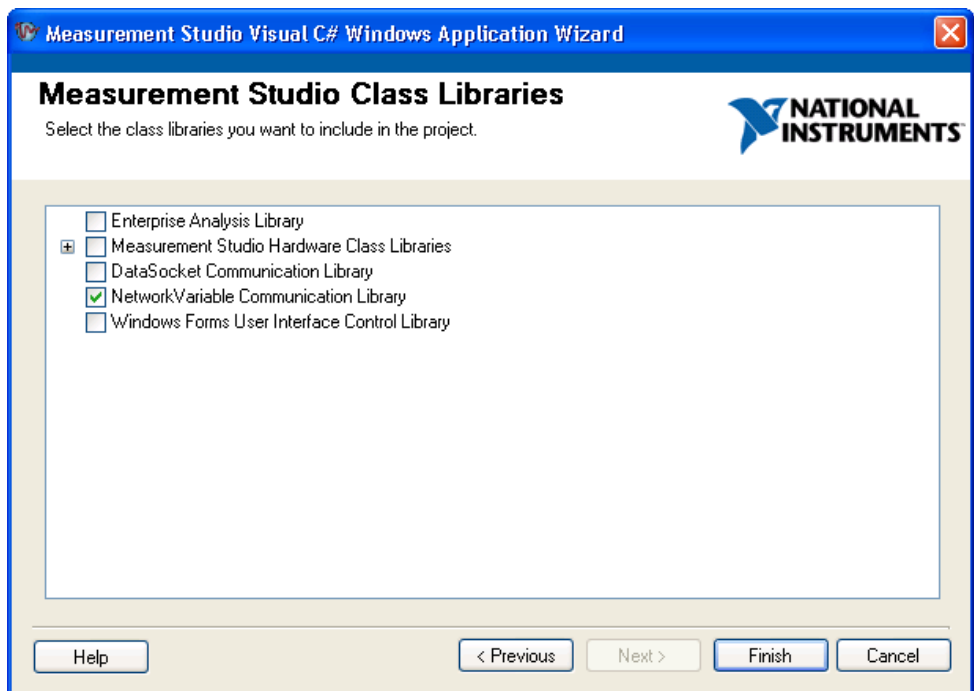 Measurement Studio Visual C# Windows Application Wizard
Measurement Studio Class Libraries
Select the class libraries you want to include in the project.
NATIONAL
INSTRUMENTS
Enterprise Analysis Library
Measurement Studio Hardware Class Libraries
DataSocket Communication Library
NetworkVariable Communication Library
Windows Forms User Interface Control Library
Help
< Previous
Next >
Finish
Cancel